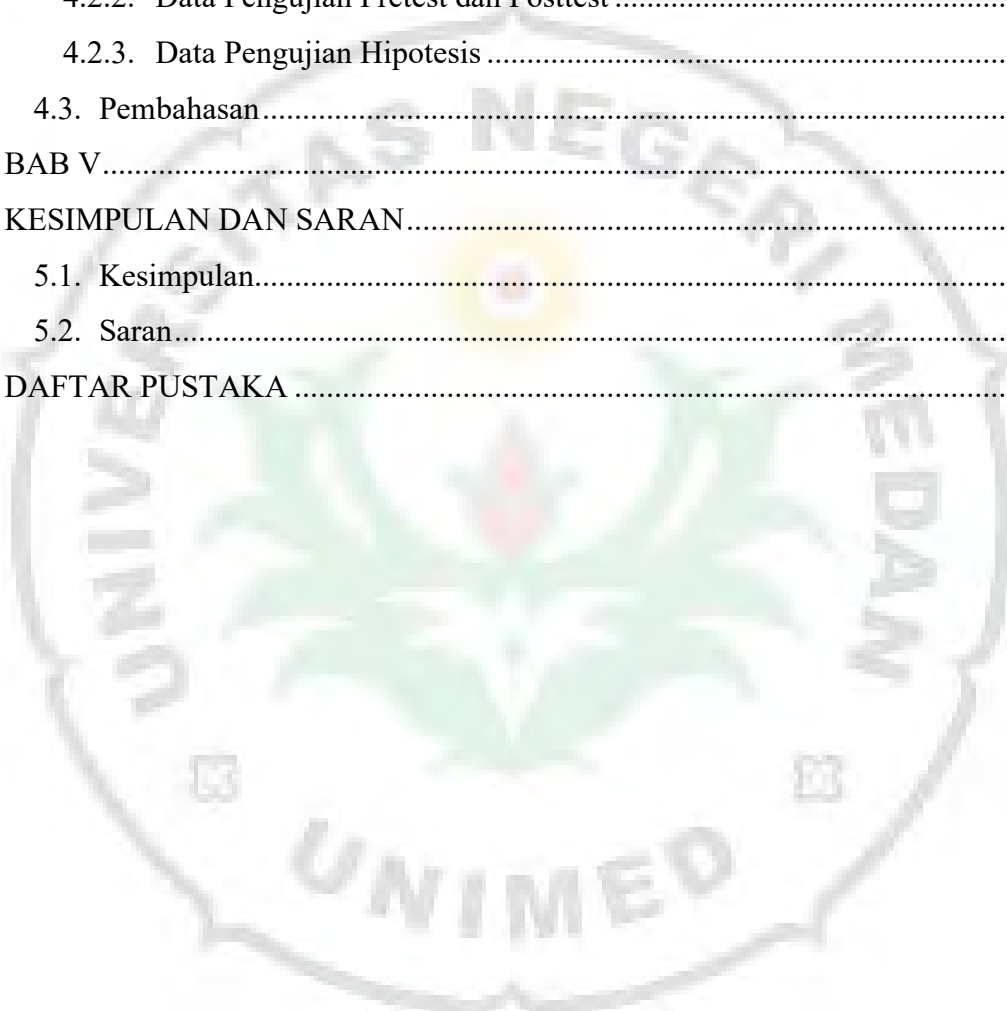 4.2.2. Data Pengujian Pretest dan Posttest ..........................................
4.2.3. Data Pengujian Hipotesis ..........................................................
4.3. Pembahasan ..............................................................................
BAB V ...............................................................................................
KESIMPULAN DAN SARAN ............................................................
5.1. Kesimpulan ..............................................................................
5.2. Saran ........................................................................................
DAFTAR PUSTAKA ..........................................................................
UNIVERSITAS NEGERI MEDAN
UNIMED